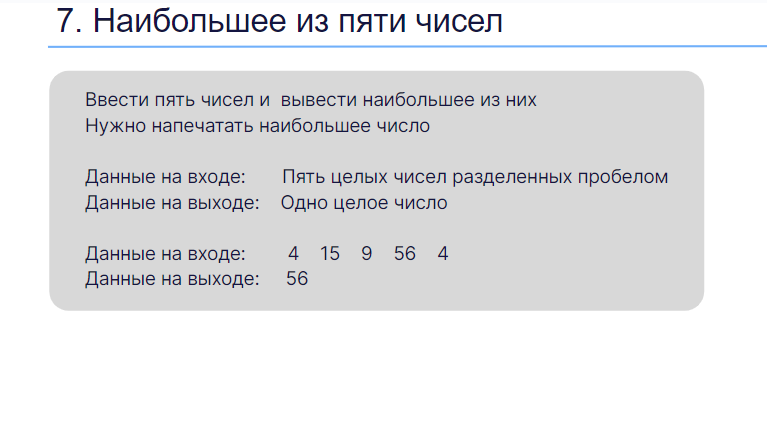 7. Наибольшее из пяти чисел
Ввести пять чисел и вывести наибольшее из них
Нужно напечатать наибольшее число
Данные на входе: Пять целых чисел разделенных пробелом
Данные на выходе: Одно целое число
Данные на входе: 4 15 9 56 4
Данные на выходе: 56